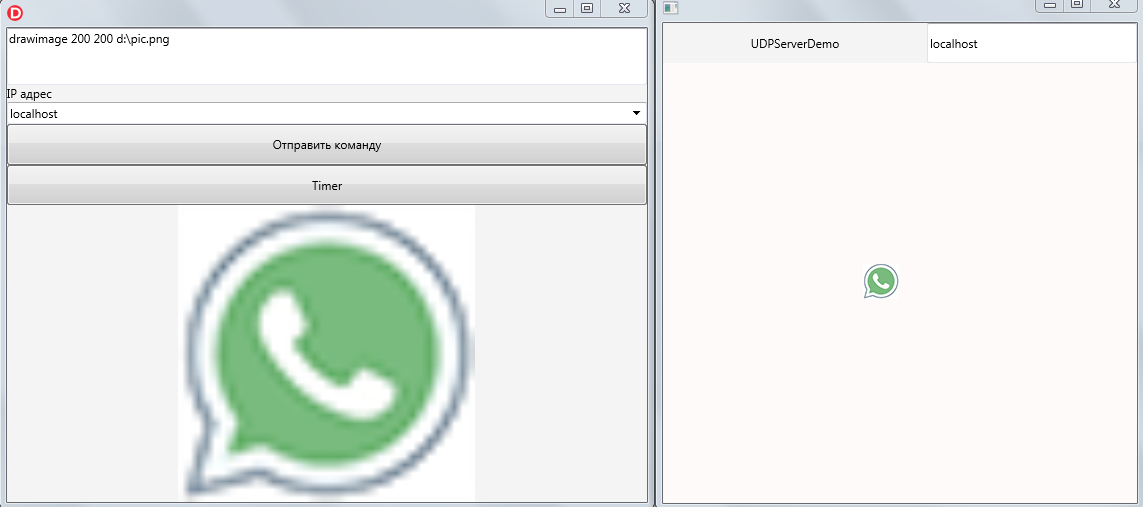 D
drawimage 200 200 d:\pic.png
IP адрес
localhost
Отправить команду
Timer
UDPServerDemo
localhost